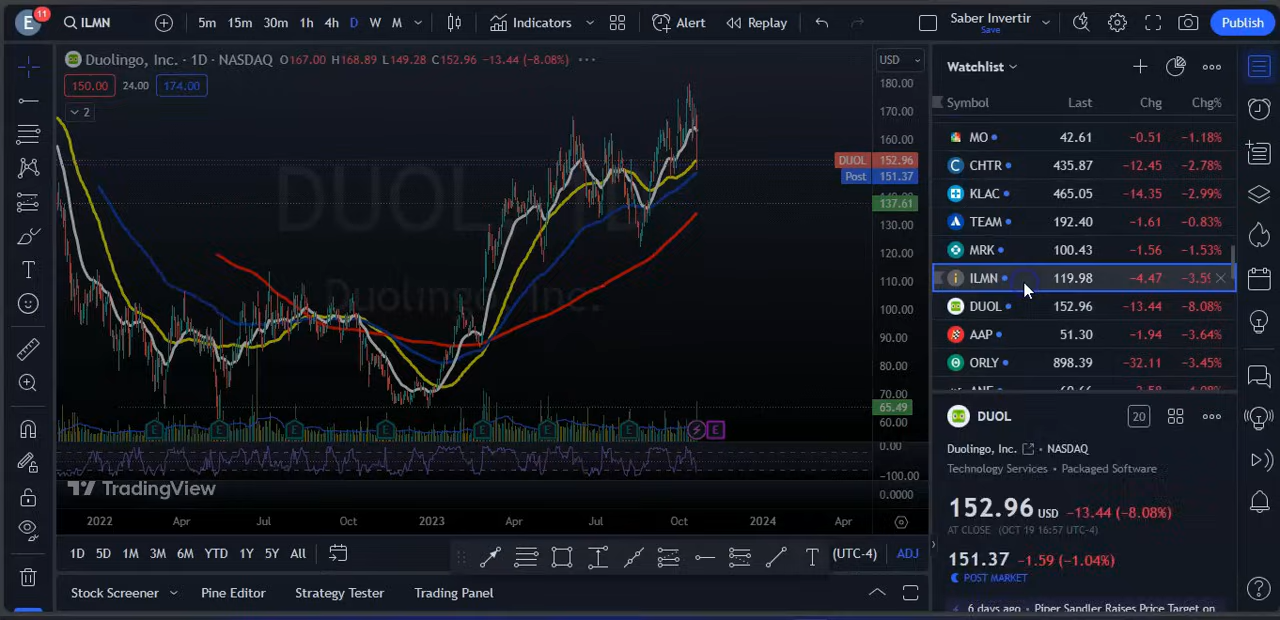 E 11 ILMN 5m 15m 30m 1h 4h D W M Indicators Alert Replay Saber Invertir Save Publish
Duolingo, Inc. · 1D · NASDAQ O167.00 H168.89 L149.28 C152.96 −13.44 (−8.08%) USD
150.00 24.00 174.00
2
DUOL, 1D
Duolingo, Inc.
180.00
160.00
DUOL 152.96
Post 151.37
137.61
130.00
120.00
110.00
100.00
90.00
80.00
70.00
65.49
60.00
E E E E E E E E
0.00
−100.00
0.0000
TradingView
2022 Apr Jul Oct 2023 Apr Jul Oct 2024 Apr
1D 5D 1M 3M 6M YTD 1Y 5Y All (UTC-4) ADJ
Stock Screener Pine Editor Strategy Tester Trading Panel
Watchlist
Symbol Last Chg Chg%
MO 42.61 −0.51 −1.18%
CHTR 435.87 −12.45 −2.78%
KLAC 465.05 −14.35 −2.99%
TEAM 192.40 −1.61 −0.83%
MRK 100.43 −1.56 −1.53%
ILMN 119.98 −4.47 −3.59
DUOL 152.96 −13.44 −8.08%
AAP 51.30 −1.94 −3.64%
ORLY 898.39 −32.11 −3.45%
DUOL 20
Duolingo, Inc. • NASDAQ
Technology Services • Packaged Software
152.96 USD −13.44 (−8.08%)
AT CLOSE (OCT 19 16:57 UTC-4)
151.37 −1.59 (−1.04%)
POST MARKET
6 days ago • Piper Sandler Raises Price Target on